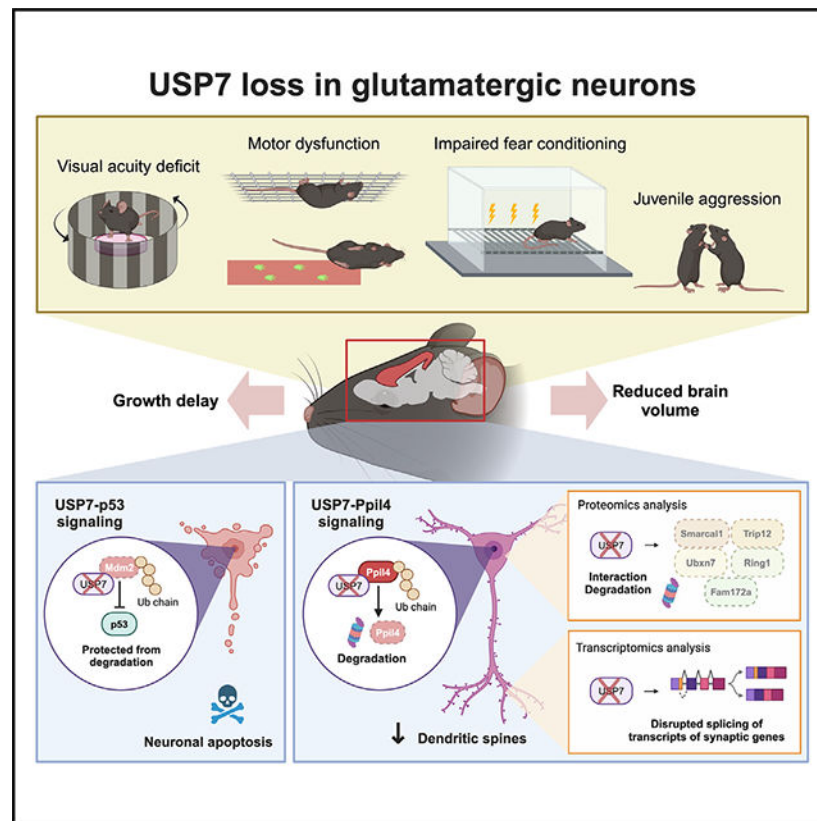 USP7 loss in glutamatergic neurons
Visual acuity deficit
Motor dysfunction
Impaired fear conditioning
Juvenile aggression
Growth delay
Reduced brain
volume
USP7-p53
signaling
Mdm2
USP7
Ub chain
p53
Protected from
degradation
Neuronal apoptosis
USP7-Ppil4
signaling
Ppil4
USP7
Ub chain
Ppil4
Degradation
↓ Dendritic spines
Proteomics analysis
USP7
Interaction
Degradation
Smarcal1
Trip12
Ubxn7
Ring1
Fam172a
Transcriptomics analysis
USP7
Disrupted splicing of
transcripts of synaptic genes